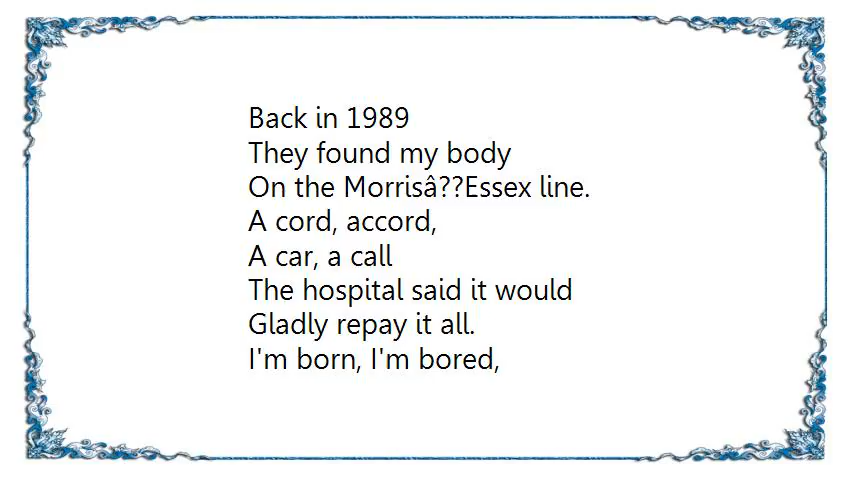 Back in 1989
They found my body
On the Morrisâ??Essex line.
A cord, accord,
A car, a call
The hospital said it would
Gladly repay it all.
I'm born, I'm bored,